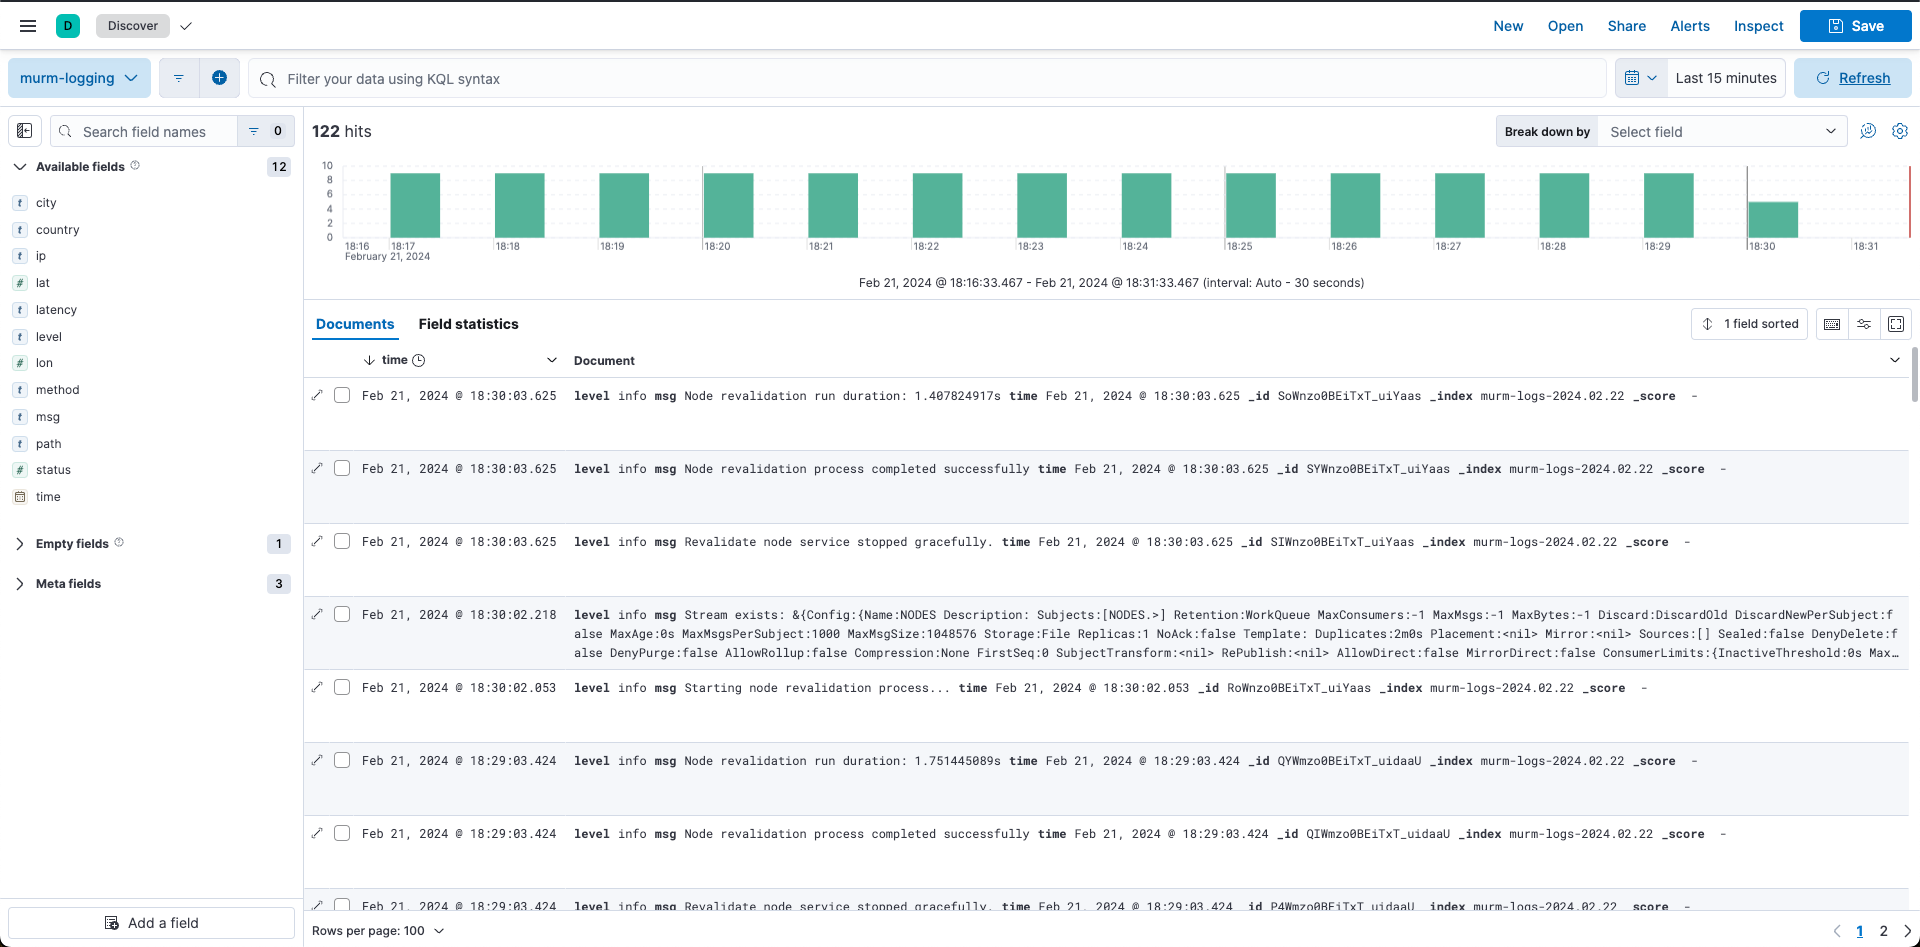 D Discover New Open Share Alerts Inspect Save
murm-logging Filter your data using KQL syntax Last 15 minutes Refresh
Search field names 0
Available fields 12
t city
t country
t ip
# lat
t latency
t level
# lon
t method
t msg
t path
# status
time
Empty fields 1
Meta fields 3
Add a field
122 hits Break down by Select field
10
8
6
4
2
0
18:16 18:17 18:18 18:19 18:20 18:21 18:22 18:23 18:24 18:25 18:26 18:27 18:28 18:29 18:30 18:31
February 21, 2024
Feb 21, 2024 @ 18:16:33.467 - Feb 21, 2024 @ 18:31:33.467 (interval: Auto - 30 seconds)
Documents Field statistics 1 field sorted
time Document
Feb 21, 2024 @ 18:30:03.625 level info msg Node revalidation run duration: 1.407824917s time Feb 21, 2024 @ 18:30:03.625 _id SoWnzo0BEiTxT_uiYaas _index murm-logs-2024.02.22 _score -
Feb 21, 2024 @ 18:30:03.625 level info msg Node revalidation process completed successfully time Feb 21, 2024 @ 18:30:03.625 _id SYWnzo0BEiTxT_uiYaas _index murm-logs-2024.02.22 _score -
Feb 21, 2024 @ 18:30:03.625 level info msg Revalidate node service stopped gracefully. time Feb 21, 2024 @ 18:30:03.625 _id SIWnzo0BEiTxT_uiYaas _index murm-logs-2024.02.22 _score -
Feb 21, 2024 @ 18:30:02.218 level info msg Stream exists: &{Config:{Name:NODES Description: Subjects:[NODES.>] Retention:WorkQueue MaxConsumers:-1 MaxMsgs:-1 MaxBytes:-1 Discard:DiscardOld DiscardNewPerSubject:f
alse MaxAge:0s MaxMsgsPerSubject:1000 MaxMsgSize:1048576 Storage:File Replicas:1 NoAck:false Template: Duplicates:2m0s Placement:<nil> Mirror:<nil> Sources:[] Sealed:false DenyDelete:f
alse DenyPurge:false AllowRollup:false Compression:None FirstSeq:0 SubjectTransform:<nil> RePublish:<nil> AllowDirect:false MirrorDirect:false ConsumerLimits:{InactiveThreshold:0s Max…
Feb 21, 2024 @ 18:30:02.053 level info msg Starting node revalidation process... time Feb 21, 2024 @ 18:30:02.053 _id RoWnzo0BEiTxT_uiYaas _index murm-logs-2024.02.22 _score -
Feb 21, 2024 @ 18:29:03.424 level info msg Node revalidation run duration: 1.751445089s time Feb 21, 2024 @ 18:29:03.424 _id QYWmzo0BEiTxT_uidaaU _index murm-logs-2024.02.22 _score -
Feb 21, 2024 @ 18:29:03.424 level info msg Node revalidation process completed successfully time Feb 21, 2024 @ 18:29:03.424 _id QIWmzo0BEiTxT_uidaaU _index murm-logs-2024.02.22 _score -
Feb 21, 2024 @ 18:29:03.424 level info msg Revalidate node service stopped gracefully. time Feb 21, 2024 @ 18:29:03.424 _id P4Wmzo0BEiTxT_uidaaU _index murm-logs-2024.02.22 _score -
Rows per page: 100 1 2